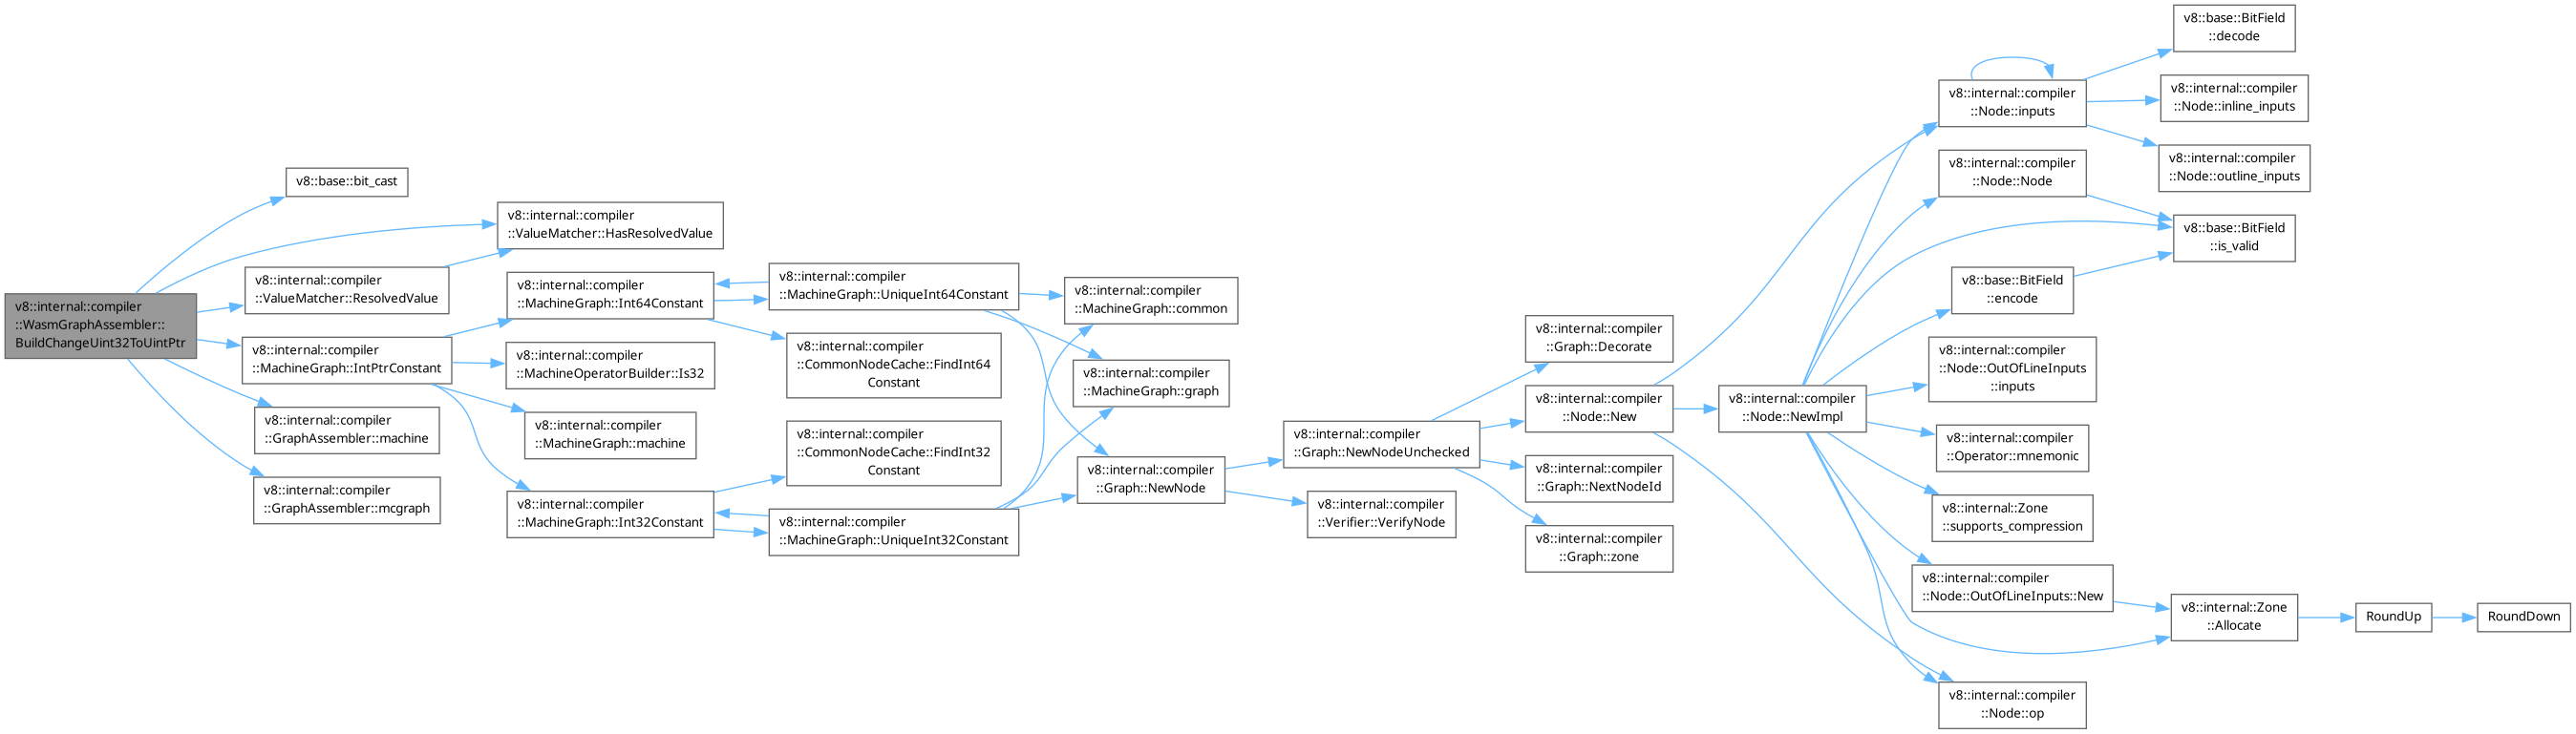 v8::internal::compiler
::WasmGraphAssembler::
BuildChangeUint32ToUintPtr
v8::base::bit_cast
v8::internal::compiler
::ValueMatcher::HasResolvedValue
v8::internal::compiler
::ValueMatcher::ResolvedValue
v8::internal::compiler
::MachineGraph::IntPtrConstant
v8::internal::compiler
::GraphAssembler::machine
v8::internal::compiler
::GraphAssembler::mcgraph
v8::internal::compiler
::MachineGraph::Int64Constant
v8::internal::compiler
::MachineOperatorBuilder::Is32
v8::internal::compiler
::MachineGraph::machine
v8::internal::compiler
::MachineGraph::Int32Constant
v8::internal::compiler
::MachineGraph::UniqueInt64Constant
v8::internal::compiler
::CommonNodeCache::FindInt64
Constant
v8::internal::compiler
::CommonNodeCache::FindInt32
Constant
v8::internal::compiler
::MachineGraph::UniqueInt32Constant
v8::internal::compiler
::MachineGraph::common
v8::internal::compiler
::MachineGraph::graph
v8::internal::compiler
::Graph::NewNode
v8::internal::compiler
::Graph::NewNodeUnchecked
v8::internal::compiler
::Verifier::VerifyNode
v8::internal::compiler
::Graph::Decorate
v8::internal::compiler
::Node::New
v8::internal::compiler
::Graph::NextNodeId
v8::internal::compiler
::Graph::zone
v8::internal::compiler
::Node::NewImpl
v8::internal::compiler
::Node::inputs
v8::internal::compiler
::Node::Node
v8::base::BitField
::encode
v8::internal::compiler
::Node::OutOfLineInputs
::inputs
v8::internal::compiler
::Operator::mnemonic
v8::internal::Zone
::supports_compression
v8::internal::compiler
::Node::OutOfLineInputs::New
v8::internal::compiler
::Node::op
v8::base::BitField
::decode
v8::internal::compiler
::Node::inline_inputs
v8::internal::compiler
::Node::outline_inputs
v8::base::BitField
::is_valid
v8::internal::Zone
::Allocate
RoundUp
RoundDown